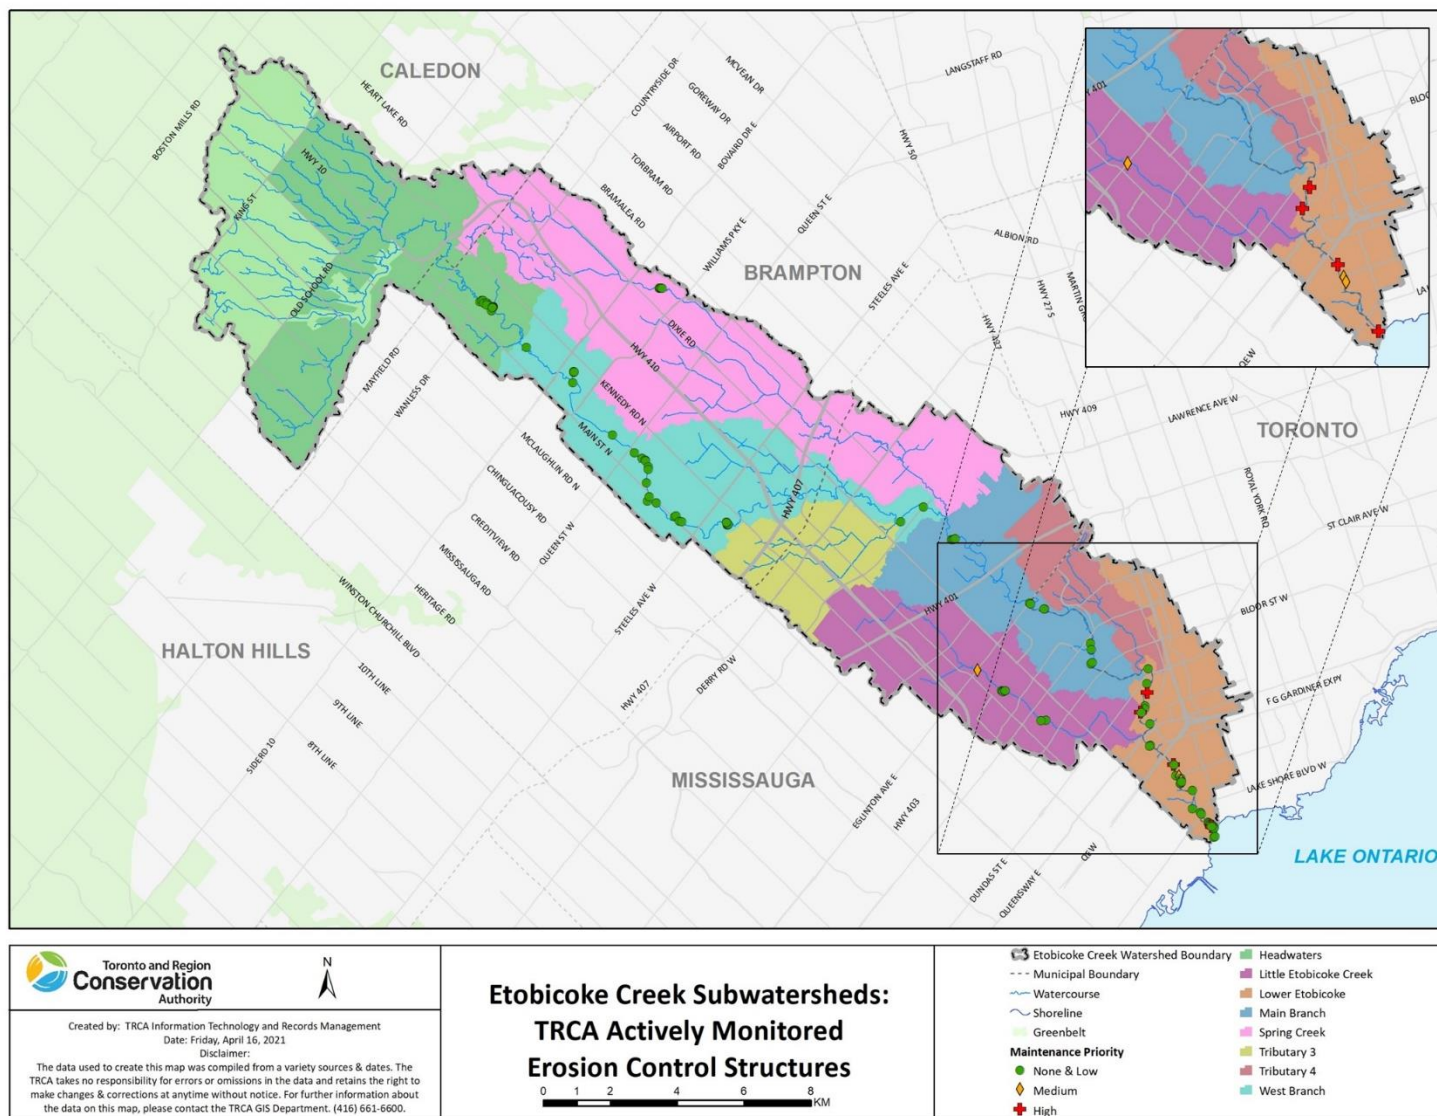 CALEDON
HEART LAKE RD
BOSTON MILLS RD
HWY 10
KING ST
OLD SCHOOL RD
COUNTRYSIDE DR
MCVEAN DR
GOREWAY DR
AIRPORT RD
BOVAIRD DR E
TORBRAM RD
BRAMALEA RD
WILLIAMS PKY E
QUEEN ST E
LANGSTAFF RD
HWY 50
ALBION RD
BRAMPTON
STEELES AVE E
HWY 27 S
HWY 427
HWY 409
LAWRENCE AVE W
TORONTO
ROYAL YORK RD
ST CLAIR AVE W
MAYFIELD RD
WANLESS DR
DIXIE RD
HWY 410
KENNEDY RD N
MAIN ST N
MCLAUGHLIN RD N
CHINGUACOUSY RD
CREDITVIEW RD
QUEEN ST W
MISSISSAUGA RD
HERITAGE RD
WINSTON CHURCHILL BLVD
STEELES AVE W
HWY 407
HALTON HILLS
10TH LINE
9TH LINE
8TH LINE
SIDERD 10
HWY 407
DERRY RD W
HWY 401
BLOOR ST W
F G GARDINER EXPY
LAKE SHORE BLVD W
MISSISSAUGA
EGLINTON AVE E
HWY 403
DUNDAS ST E
QUEENSWAY E
QEW
QEW
LAKE ONTARIO
Toronto and Region
Conservation
Authority
N
Created by: TRCA Information Technology and Records Management
Date: Friday, April 16, 2021
Disclaimer:
The data used to create this map was compiled from a variety sources & dates. The
TRCA takes no responsibility for errors or omissions in the data and retains the right to
make changes & corrections at anytime without notice. For further information about
the data on this map, please contact the TRCA GIS Department. (416) 661-6600.
Etobicoke Creek Subwatersheds:
TRCA Actively Monitored
Erosion Control Structures
0 1 2 4 6 8
KM
Etobicoke Creek Watershed Boundary
Municipal Boundary
Watercourse
Shoreline
Greenbelt
Maintenance Priority
None & Low
Medium
High
Headwaters
Little Etobicoke Creek
Lower Etobicoke
Main Branch
Spring Creek
Tributary 3
Tributary 4
West Branch